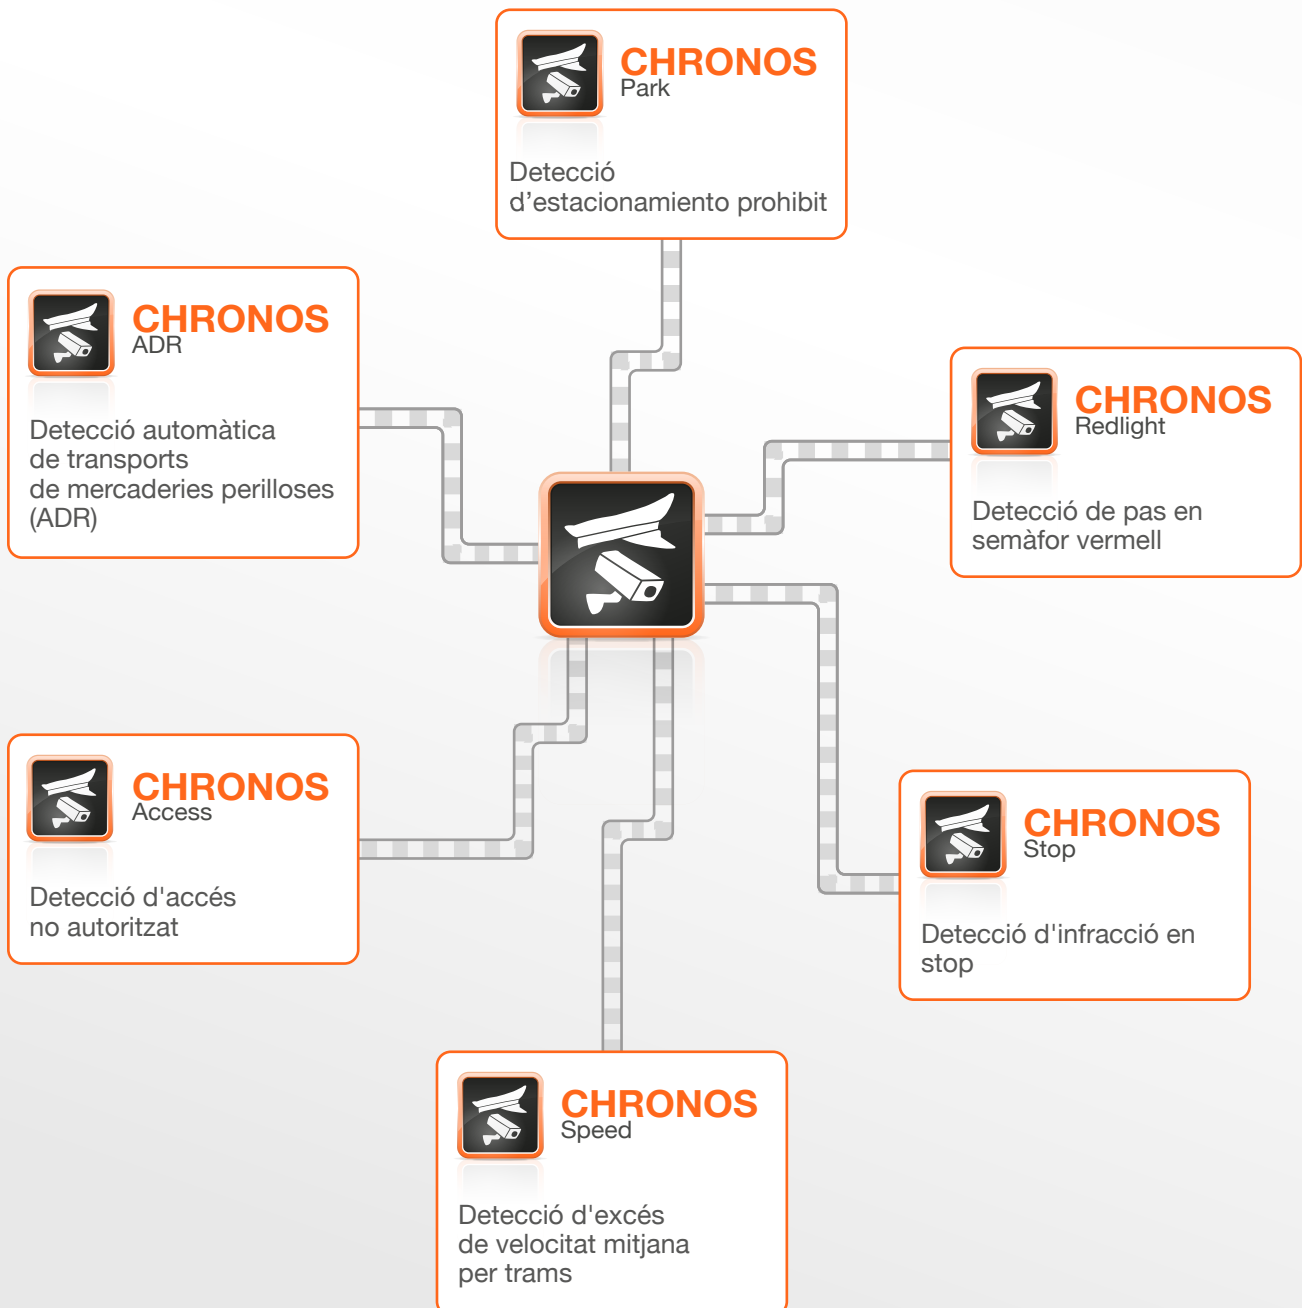 CHRONOS
Park
Detecció
d’estacionamiento prohibit
CHRONOS
ADR
Detecció automàtica
de transports
de mercaderies perilloses
(ADR)
CHRONOS
Redlight
Detecció de pas en
semàfor vermell
CHRONOS
Access
Detecció d'accés
no autoritzat
CHRONOS
Stop
Detecció d'infracció en
stop
CHRONOS
Speed
Detecció d'excés
de velocitat mitjana
per trams